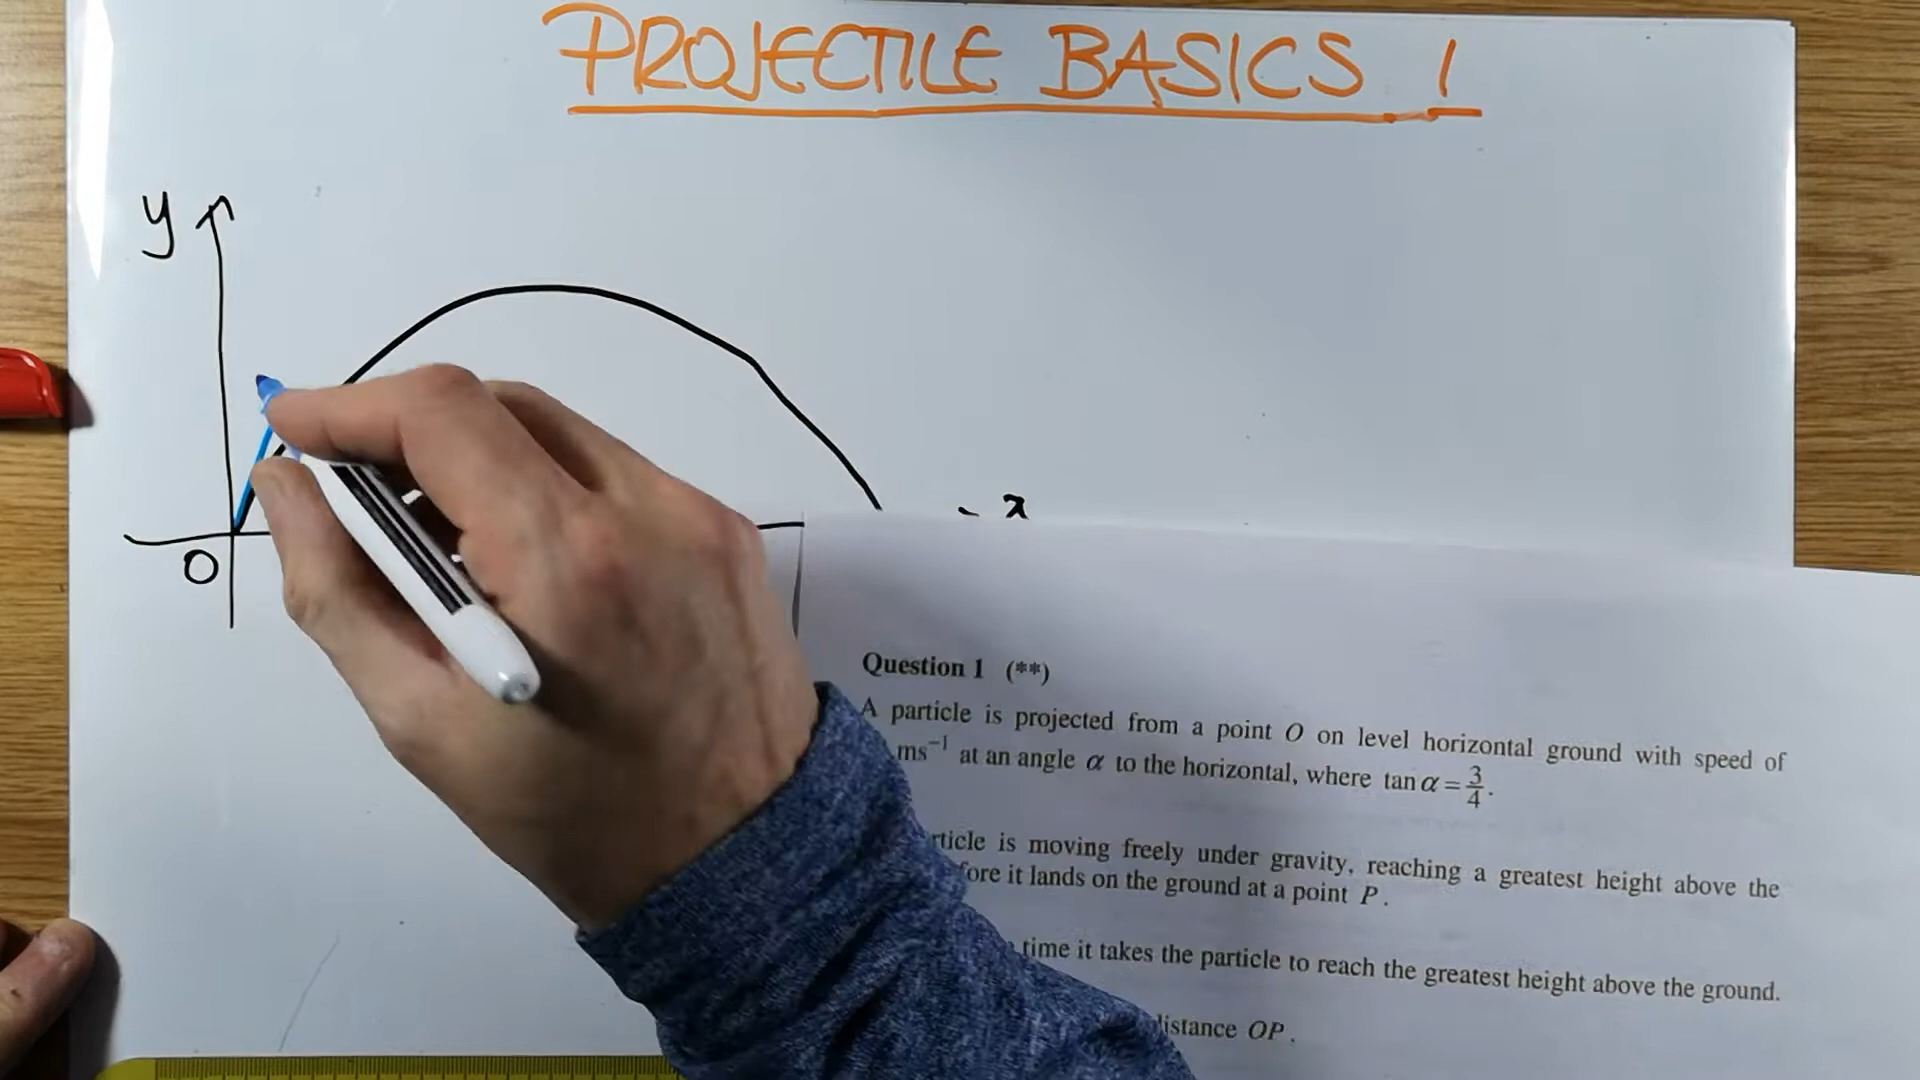 PROJECTILE BASICS 1
y
x
O
Question 1 (**)
A particle is projected from a point O on level horizontal ground with speed of
ms⁻¹ at an angle α to the horizontal, where tan α = 3/4.
is moving freely under gravity, reaching a greatest height above the
it lands on the ground at a point P.
time it takes the particle to reach the greatest height above the ground.
distance OP.